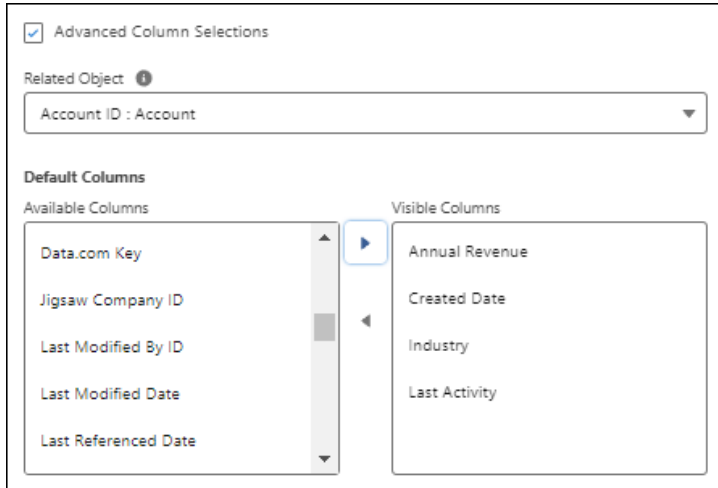 Advanced Column Selections
Related Object
Account ID : Account
Default Columns
Available Columns
Data.com Key
Jigsaw Company ID
Last Modified By ID
Last Modified Date
Last Referenced Date
Visible Columns
Annual Revenue
Created Date
Industry
Last Activity